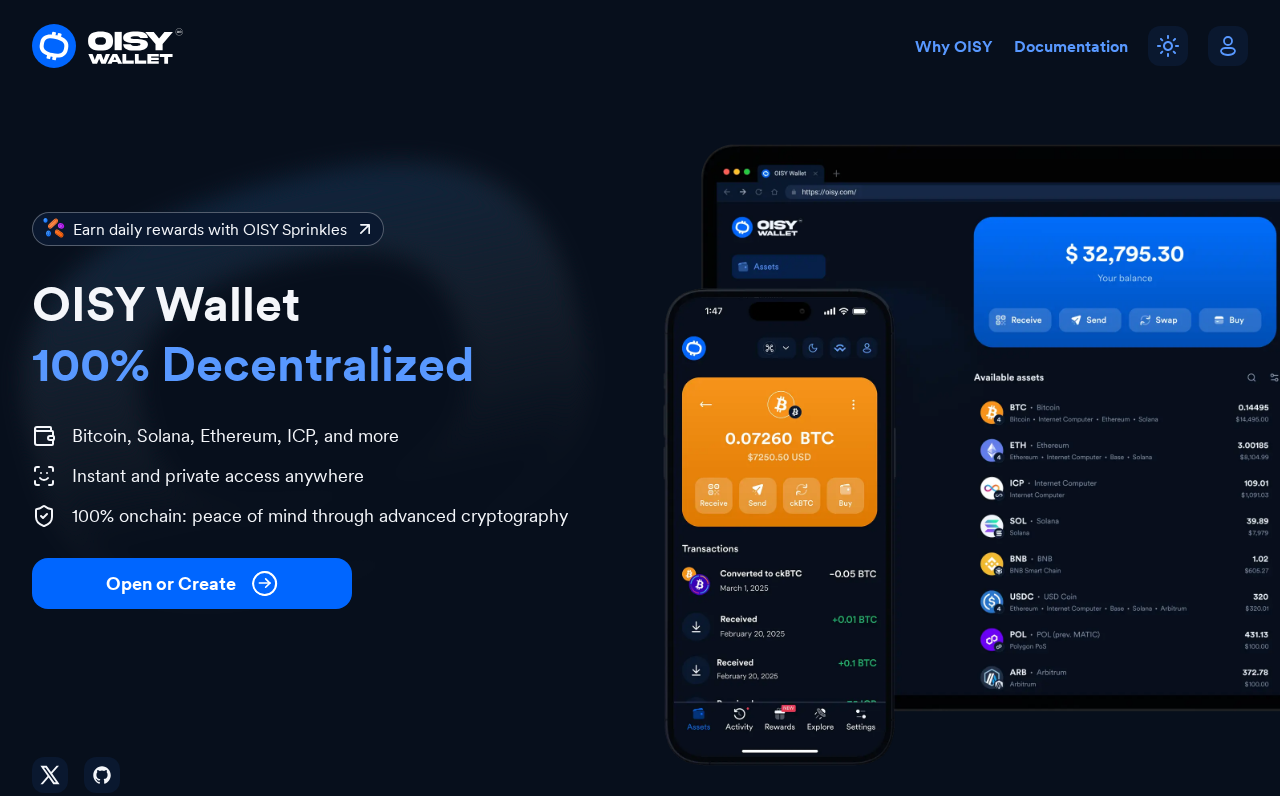 OISY
WALLET
Why OISY
Documentation
Earn daily rewards with OISY Sprinkles
OISY Wallet
100% Decentralized
Bitcoin, Solana, Ethereum, ICP, and more
Instant and private access anywhere
100% onchain: peace of mind through advanced cryptography
Open or Create
OISY Wallet
https://oisy.com/
OISY
WALLET
Assets
$ 32,795.30
Your balance
Receive
Send
Swap
Buy
Available assets
BTC • Bitcoin 0.14495
Bitcoin • Internet Computer • Ethereum • Solana $14,495.00
ETH • Ethereum 3.00185
Ethereum • Internet Computer • Base • Solana $8,104.99
ICP • Internet Computer 109.01
Internet Computer $1,091.03
SOL • Solana 39.89
Solana $7,979
BNB • BNB 1.02
BNB Smart Chain $605.27
USDC • USD Coin 320
Ethereum • Internet Computer • Base • Solana • Arbitrum $320.01
POL • POL (prev. MATIC) 431.13
Polygon PoS $100.00
ARB • Arbitrum 372.78
Arbitrum $100.00
1:47
0.07260 BTC
$7250.50 USD
Receive
Send
ckBTC
Buy
Transactions
Converted to ckBTC -0.05 BTC
March 1, 2025
Received +0.01 BTC
February 20, 2025
Received +0.1 BTC
February 20, 2025
NEW
Assets
Activity
Rewards
Explore
Settings